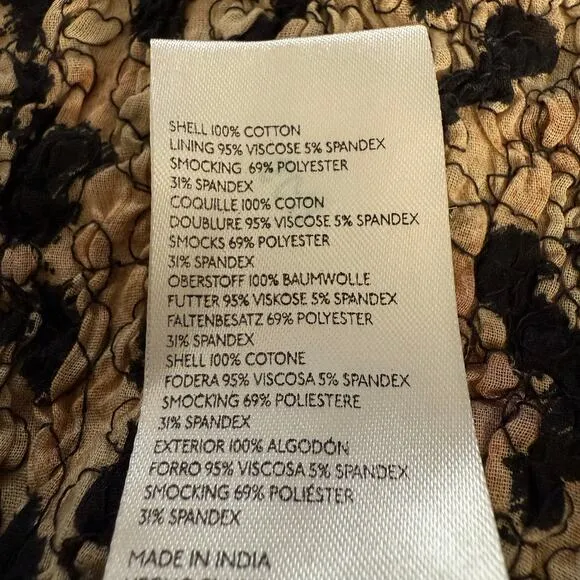 SHELL 100% COTTON
LINING 95% VISCOSE 5% SPANDEX
SMOCKING 69% POLYESTER
31% SPANDEX
COQUILLE 100% COTON
DOUBLURE 95% VISCOSE 5% SPANDEX
SMOCKS 69% POLYESTER
31% SPANDEX
OBERSTOFF 100% BAUMWOLLE
FUTTER 95% VISKOSE 5% SPANDEX
FALTENBESATZ 69% POLYESTER
31% SPANDEX
SHELL 100% COTONE
FODERA 95% VISCOSA 5% SPANDEX
SMOCKING 69% POLIESTERE
31% SPANDEX
EXTERIOR 100% ALGODÓN
FORRO 95% VISCOSA 5% SPANDEX
SMOCKING 69% POLIÉSTER
31% SPANDEX
MADE IN INDIA